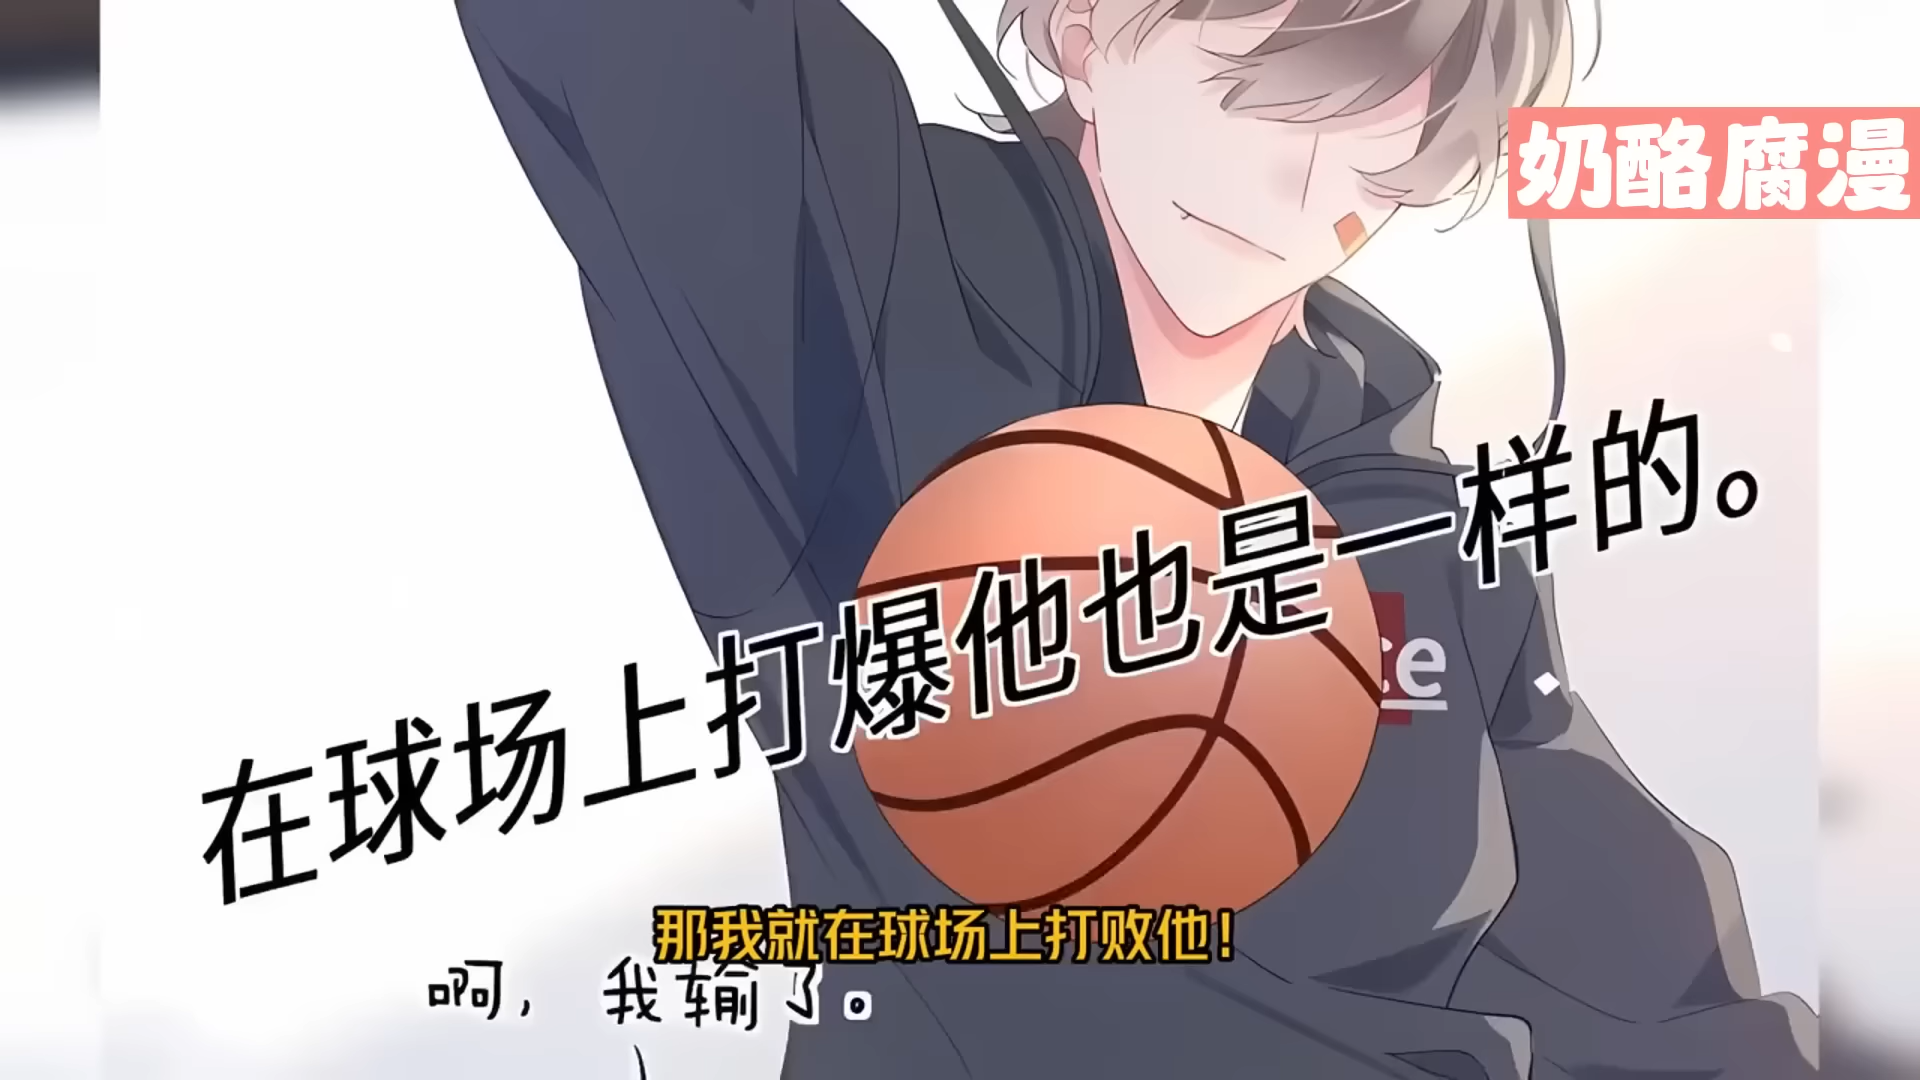 奶酪腐漫
在球场上打爆他也是一样的。
ce
那我就在球场上打败他！
啊，我输了。